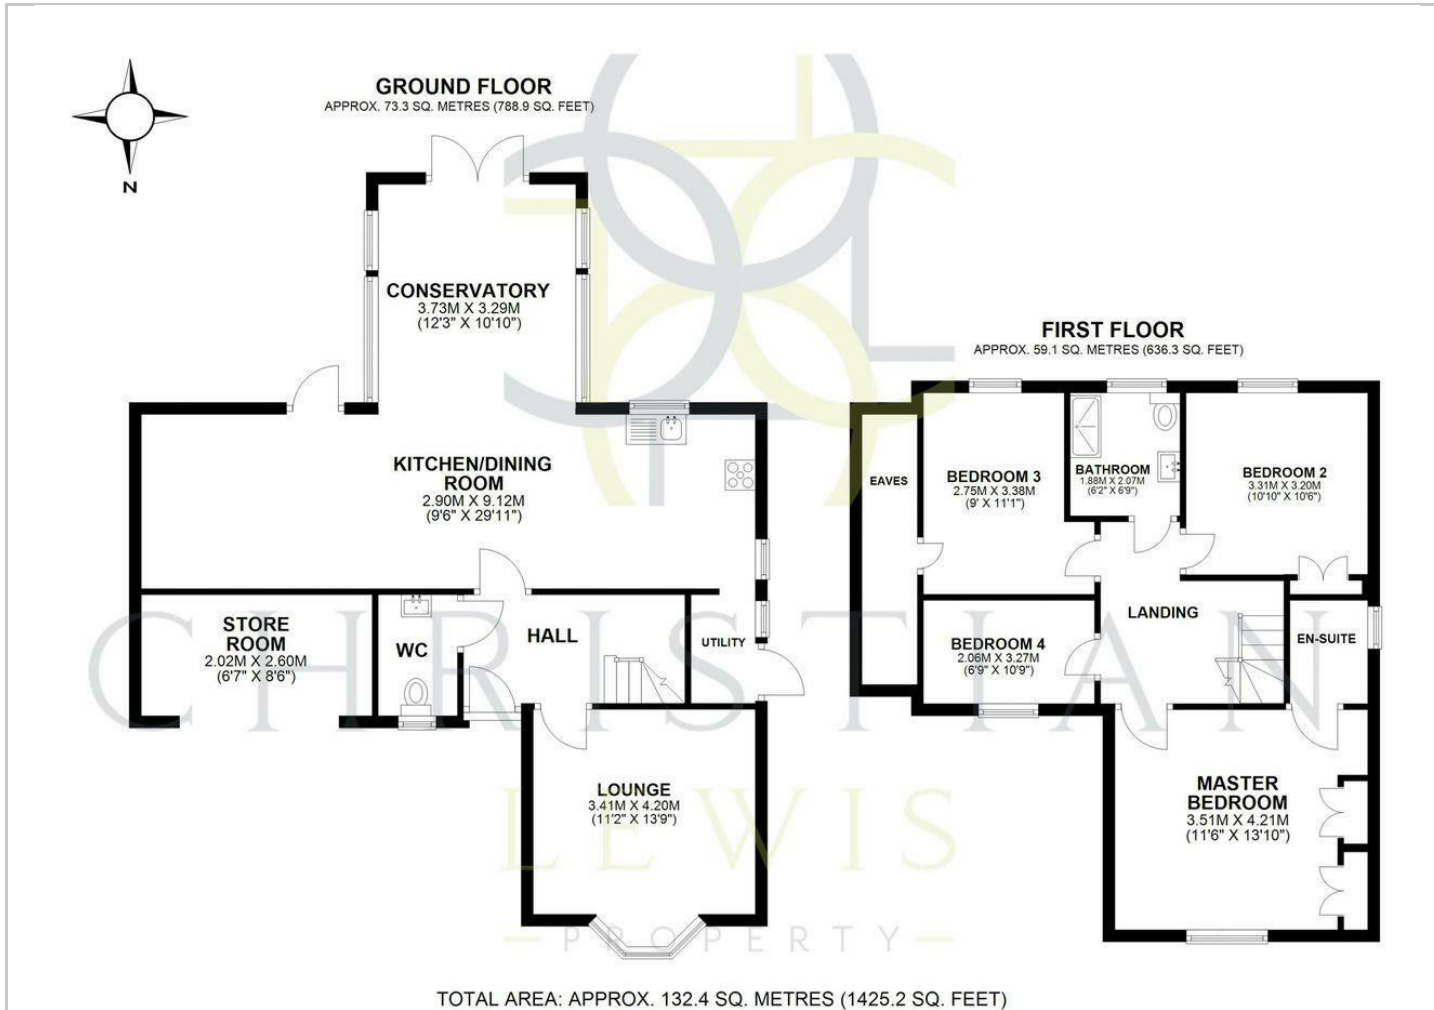 GROUND FLOOR
APPROX. 73.3 SQ. METRES (788.9 SQ. FEET)
N
CONSERVATORY
3.73M X 3.29M
(12'3" X 10'10")
KITCHEN/DINING
ROOM
2.90M X 9.12M
(9'6" X 29'11")
STORE
ROOM
2.02M X 2.60M
(6'7" X 8'6")
WC
HALL
UTILITY
LOUNGE
3.41M X 4.20M
(11'2" X 13'9")
FIRST FLOOR
APPROX. 59.1 SQ. METRES (636.3 SQ. FEET)
EAVES
BEDROOM 3
2.75M X 3.38M
(9' X 11'1")
BATHROOM
1.88M X 2.07M
(6'2" X 6'9")
BEDROOM 2
3.31M X 3.20M
(10'10" X 10'6")
BEDROOM 4
2.06M X 3.27M
(6'9" X 10'9")
LANDING
EN-SUITE
MASTER
BEDROOM
3.51M X 4.21M
(11'6" X 13'10")
CHRISTIAN
LEWIS
PROPERTY
TOTAL AREA: APPROX. 132.4 SQ. METRES (1425.2 SQ. FEET)